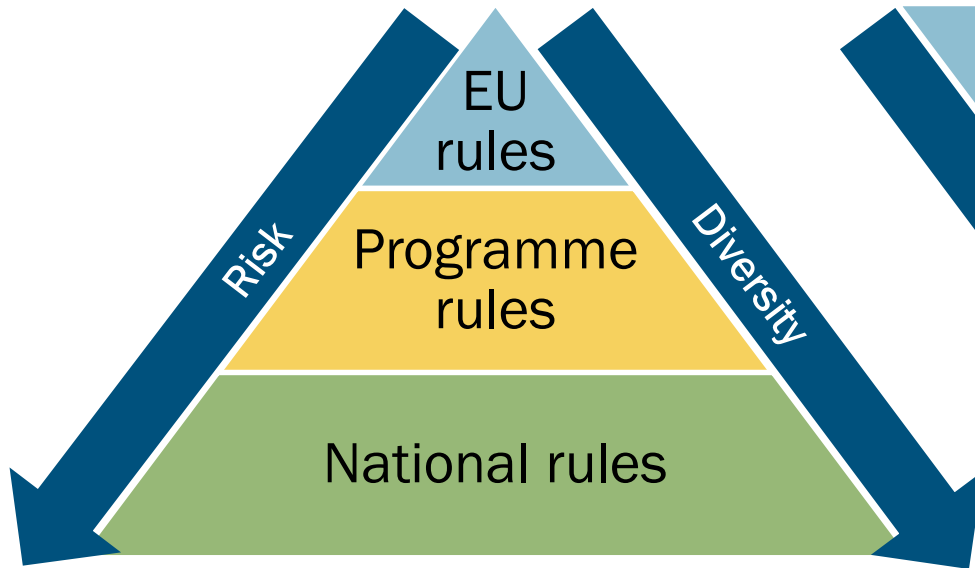 EU
rules
Risk
Programme
rules
Diversity
National rules